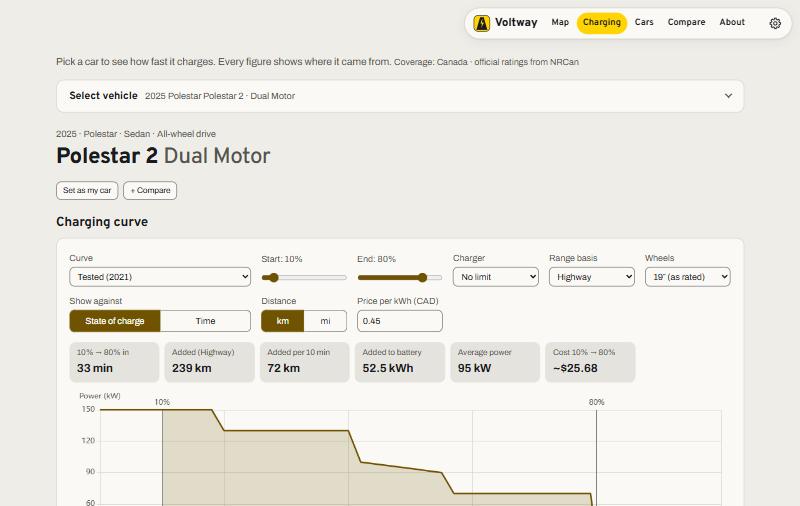 Voltway Map Charging Cars Compare About
Pick a car to see how fast it charges. Every figure shows where it came from. Coverage: Canada · official ratings from NRCan
Select vehicle 2025 Polestar Polestar 2 · Dual Motor
2025 · Polestar · Sedan · All-wheel drive
Polestar 2 Dual Motor
Set as my car + Compare
Charging curve
Curve Start: 10% End: 80% Charger Range basis Wheels
Tested (2021) No limit Highway 19″ (as rated)
Show against Distance Price per kWh (CAD)
State of charge Time km mi 0.45
10% → 80% in Added (Highway) Added per 10 min Added to battery Average power Cost 10% → 80%
33 min 239 km 72 km 52.5 kWh 95 kW ~$25.68
Power (kW)
10% 80%
150
120
90
60